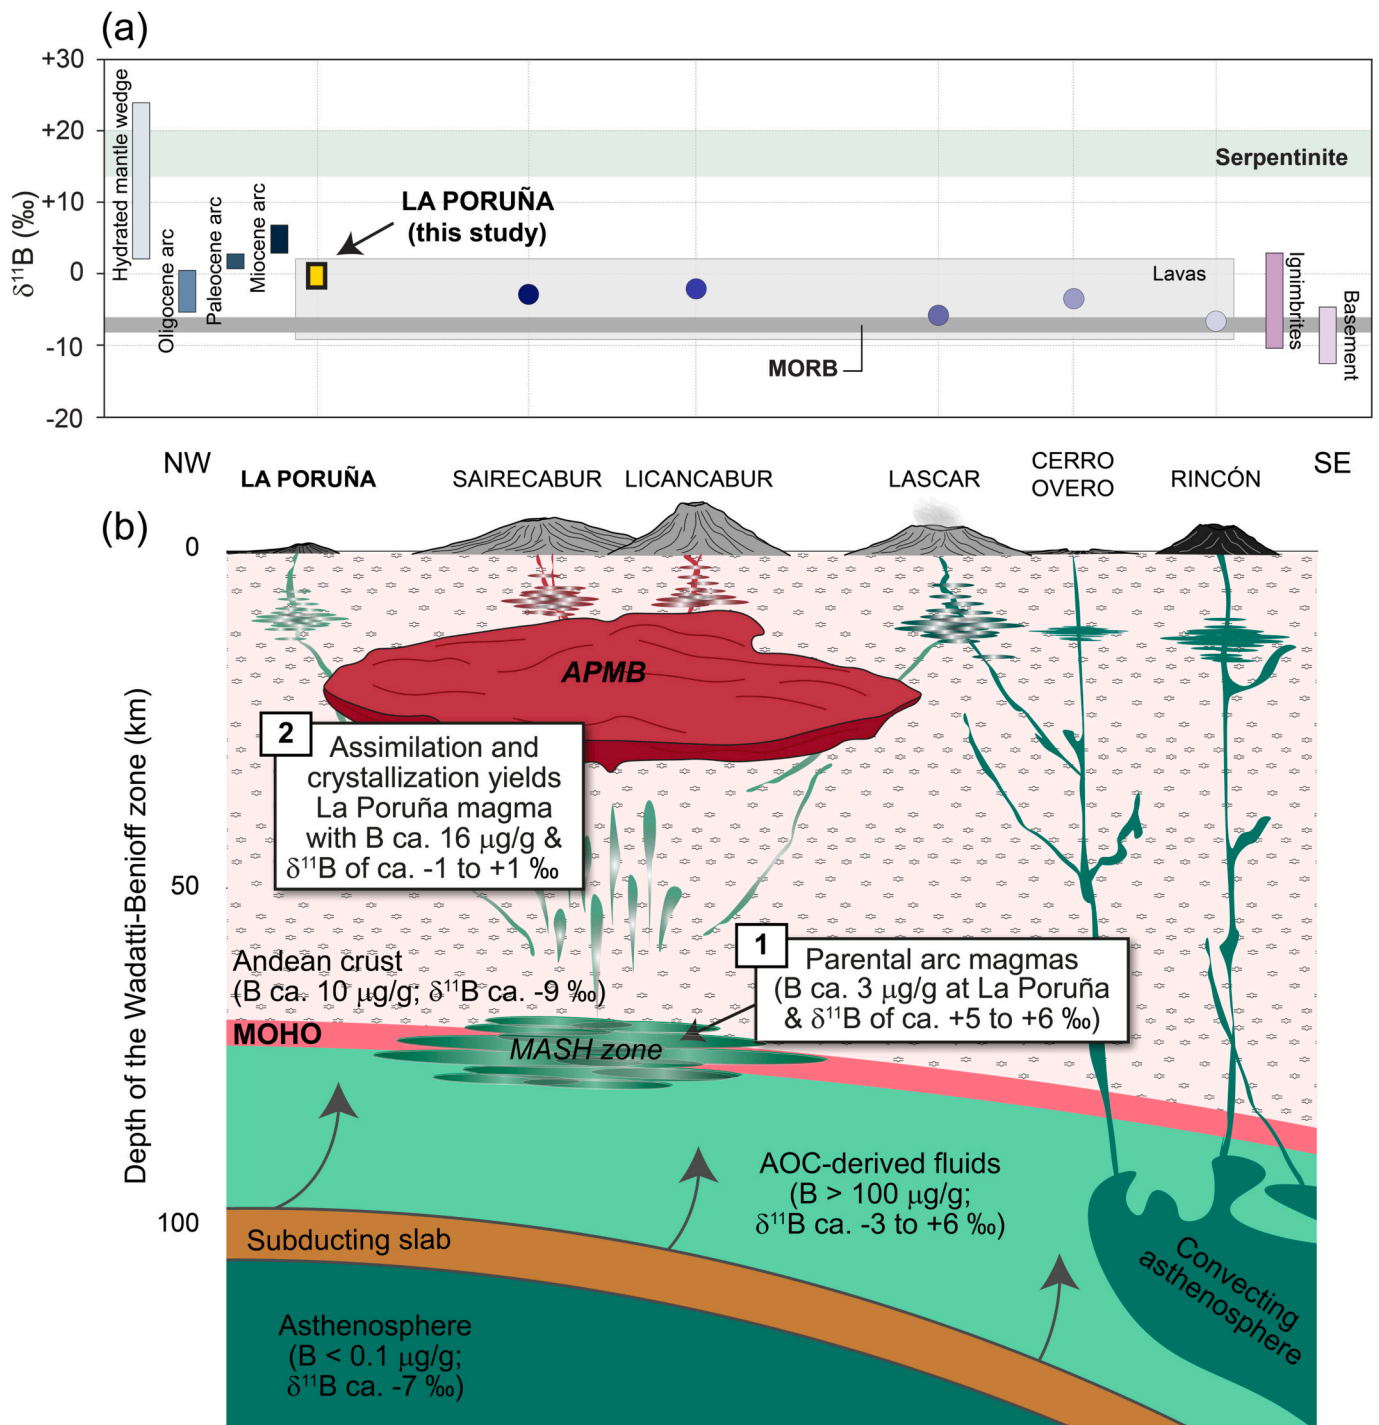 (a)
+30
+20
+10
0
-10
-20
δ¹¹B (‰)
Hydrated mantle wedge
Oligocene arc
Paleocene arc
Miocene arc
LA PORUÑA
(this study)
Serpentinite
Lavas
MORB
Ignimbrites
Basement
NW
SE
LA PORUÑA
SAIRECABUR
LICANCABUR
LASCAR
CERRO
OVERO
RINCÓN
(b)
0
50
100
Depth of the Wadatti-Benioff zone (km)
APMB
2
Assimilation and
crystallization yields
La Poruña magma
with B ca. 16 μg/g &
δ¹¹B of ca. -1 to +1 ‰
1
Parental arc magmas
(B ca. 3 μg/g at La Poruña
& δ¹¹B of ca. +5 to +6 ‰)
Andean crust
(B ca. 10 μg/g; δ¹¹B ca. -9 ‰)
MOHO
MASH zone
AOC-derived fluids
(B > 100 μg/g;
δ¹¹B ca. -3 to +6 ‰)
Subducting slab
Convecting
asthenosphere
Asthenosphere
(B < 0.1 μg/g;
δ¹¹B ca. -7 ‰)